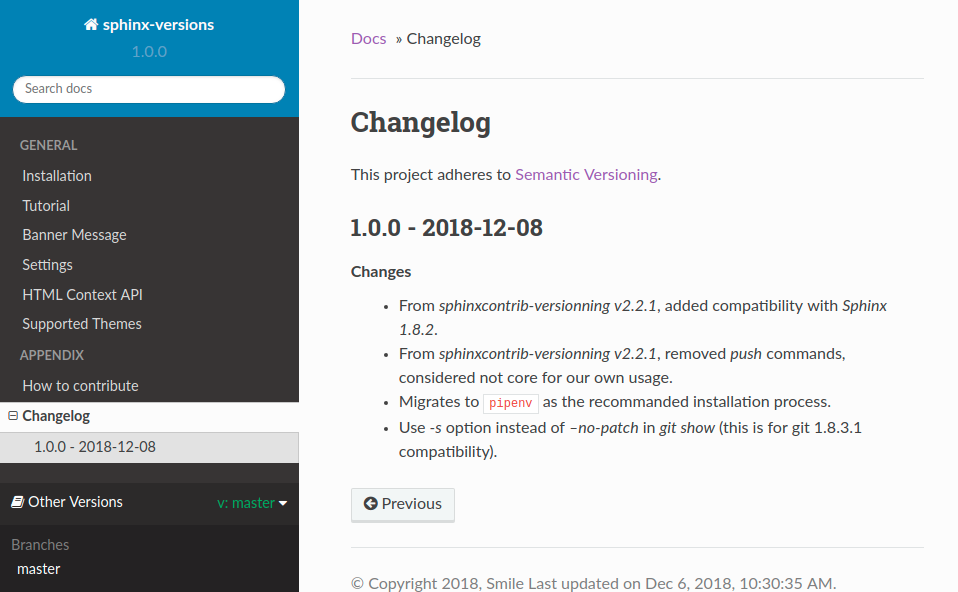 sphinx-versions
1.0.0
Search docs
GENERAL
Installation
Tutorial
Banner Message
Settings
HTML Context API
Supported Themes
APPENDIX
How to contribute
Changelog
1.0.0 - 2018-12-08
Other Versions
v: master
Branches
master
Docs » Changelog
Changelog
This project adheres to Semantic Versioning.
1.0.0 - 2018-12-08
Changes
• From sphinxcontrib-versionning v2.2.1, added compatibility with Sphinx
1.8.2.
• From sphinxcontrib-versionning v2.2.1, removed push commands,
considered not core for our own usage.
• Migrates to pipenv as the recommanded installation process.
• Use -s option instead of –no-patch in git show (this is for git 1.8.3.1
compatibility).
Previous
© Copyright 2018, Smile Last updated on Dec 6, 2018, 10:30:35 AM.